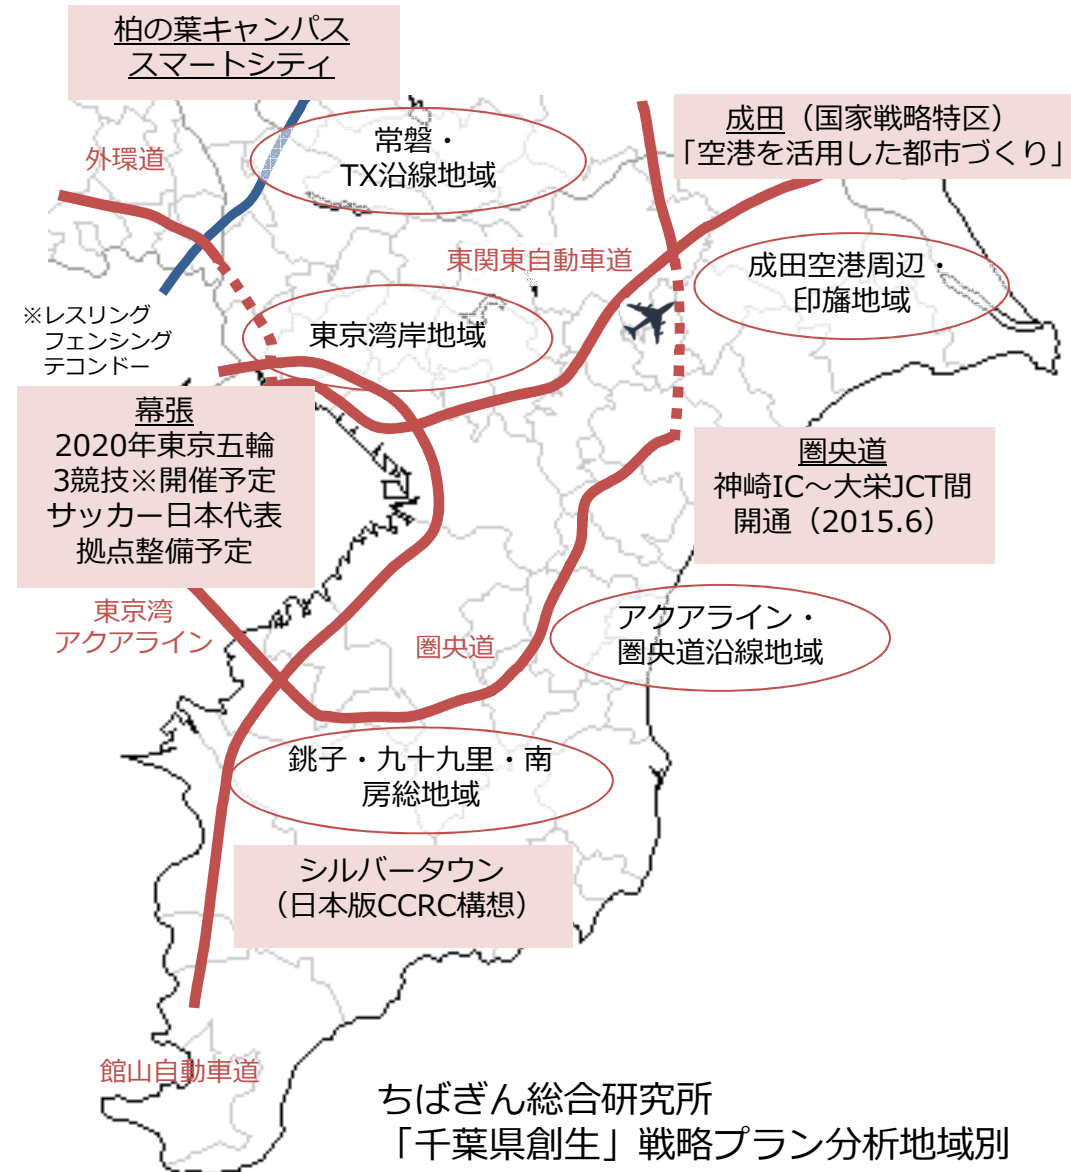 柏の葉キャンパス
スマートシティ
成田（国家戦略特区）
「空港を活用した都市づくり」
外環道
常磐・
TX沿線地域
東関東自動車道
成田空港周辺・
印旛地域
※レスリング
フェンシング
テコンドー
東京湾岸地域
幕張
2020年東京五輪
3競技※開催予定
サッカー日本代表
拠点整備予定
圏央道
神崎IC～大栄JCT間
開通（2015.6）
東京湾
アクアライン
圏央道
アクアライン・
圏央道沿線地域
銚子・九十九里・南
房総地域
シルバータウン
（日本版CCRC構想）
館山自動車道
ちばぎん総合研究所
「千葉県創生」戦略プラン分析地域別